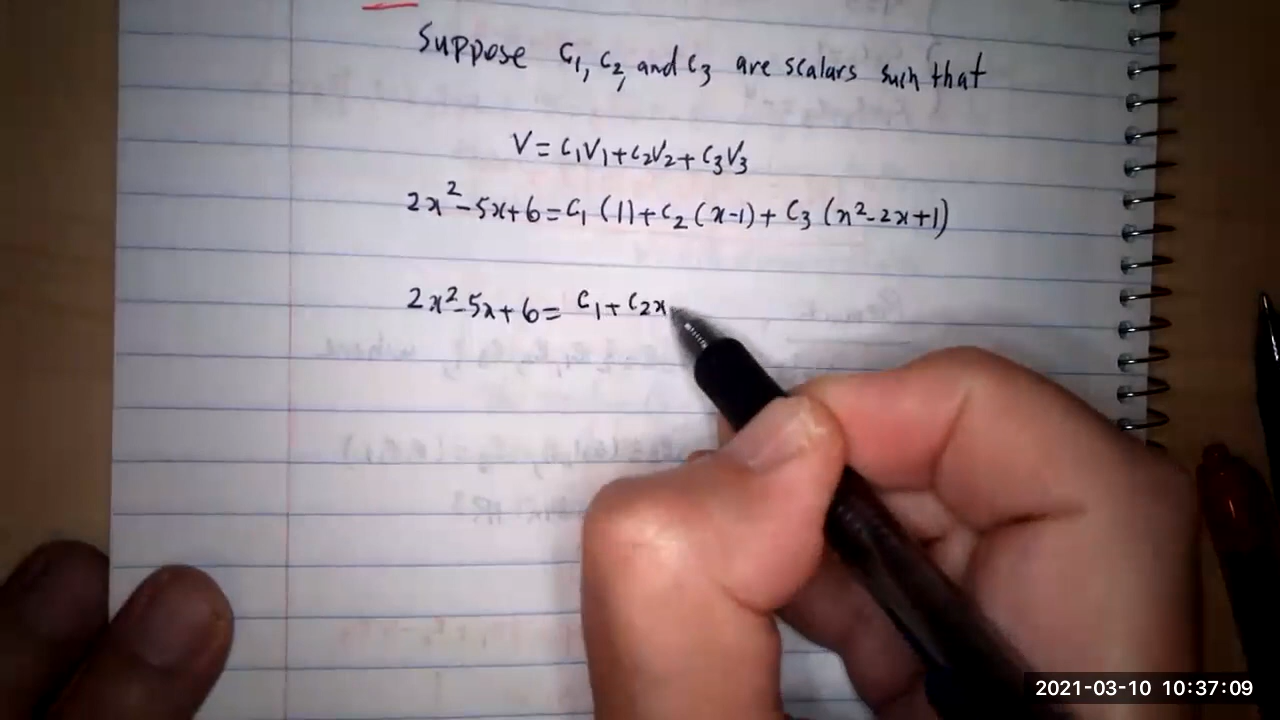 Suppose c₁, c₂, and c₃ are scalars such that
V = c₁V₁+c₂V₂+c₃V₃
2x²-5x+6 = c₁(1)+c₂(x-1)+c₃(x²-2x+1)
2x²-5x+6 = c₁+c₂x
2021-03-10 10:37:09